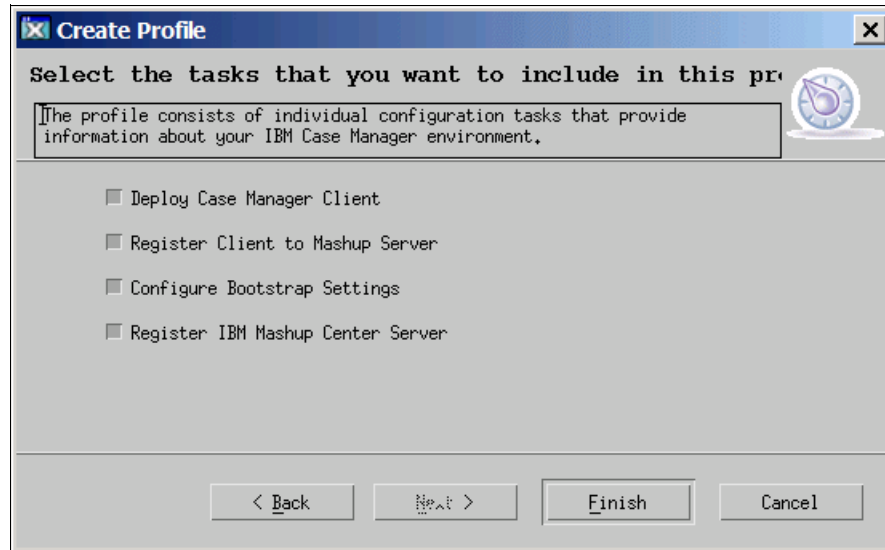 Create Profile
Select the tasks that you want to include in this pr
The profile consists of individual configuration tasks that provide
information about your IBM Case Manager environment.
Deploy Case Manager Client
Register Client to Mashup Server
Configure Bootstrap Settings
Register IBM Mashup Center Server
< Back
Next >
Finish
Cancel